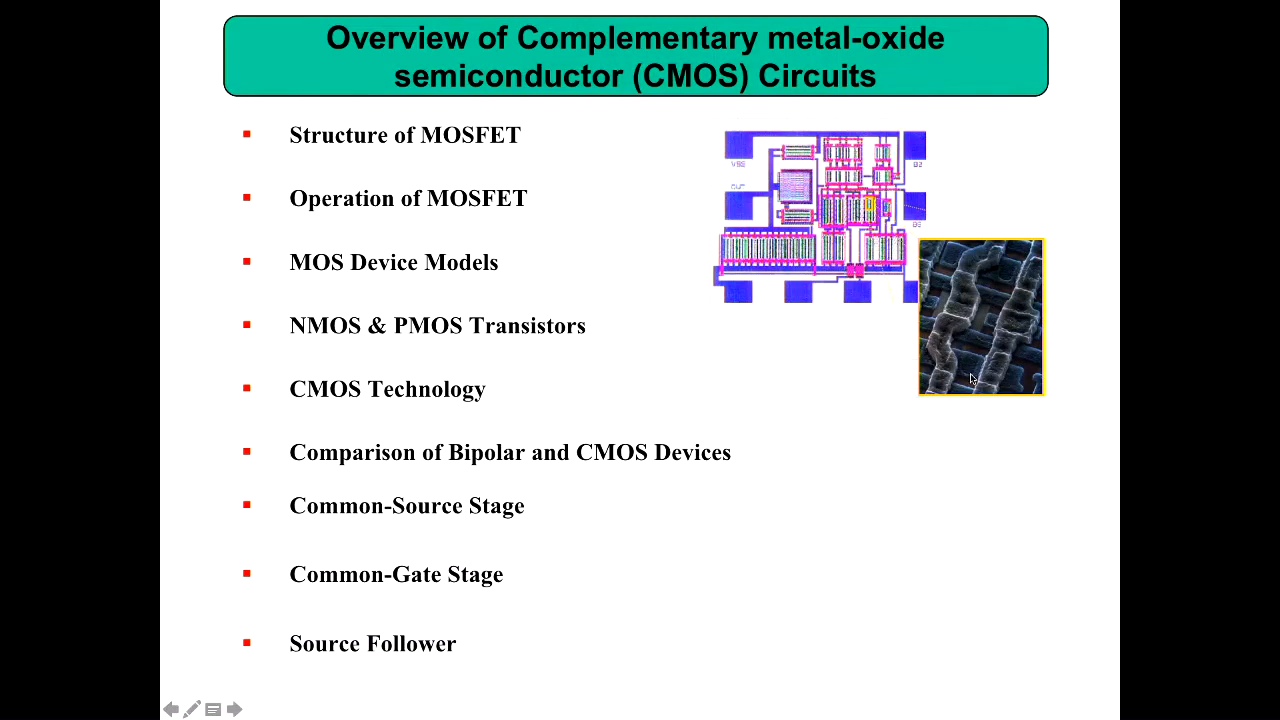 Overview of Complementary metal-oxide
semiconductor (CMOS) Circuits
Structure of MOSFET
Operation of MOSFET
MOS Device Models
NMOS & PMOS Transistors
CMOS Technology
Comparison of Bipolar and CMOS Devices
Common-Source Stage
Common-Gate Stage
Source Follower